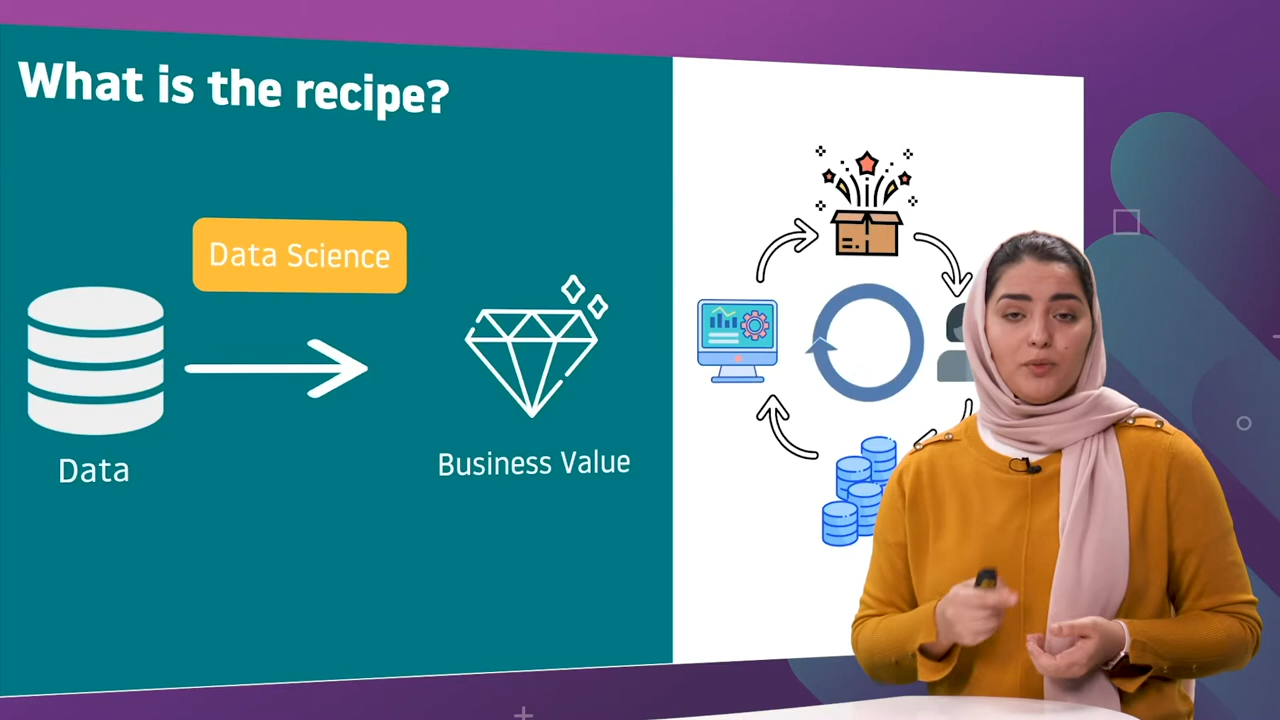 What is the recipe?
Data Science
Data
Business Value